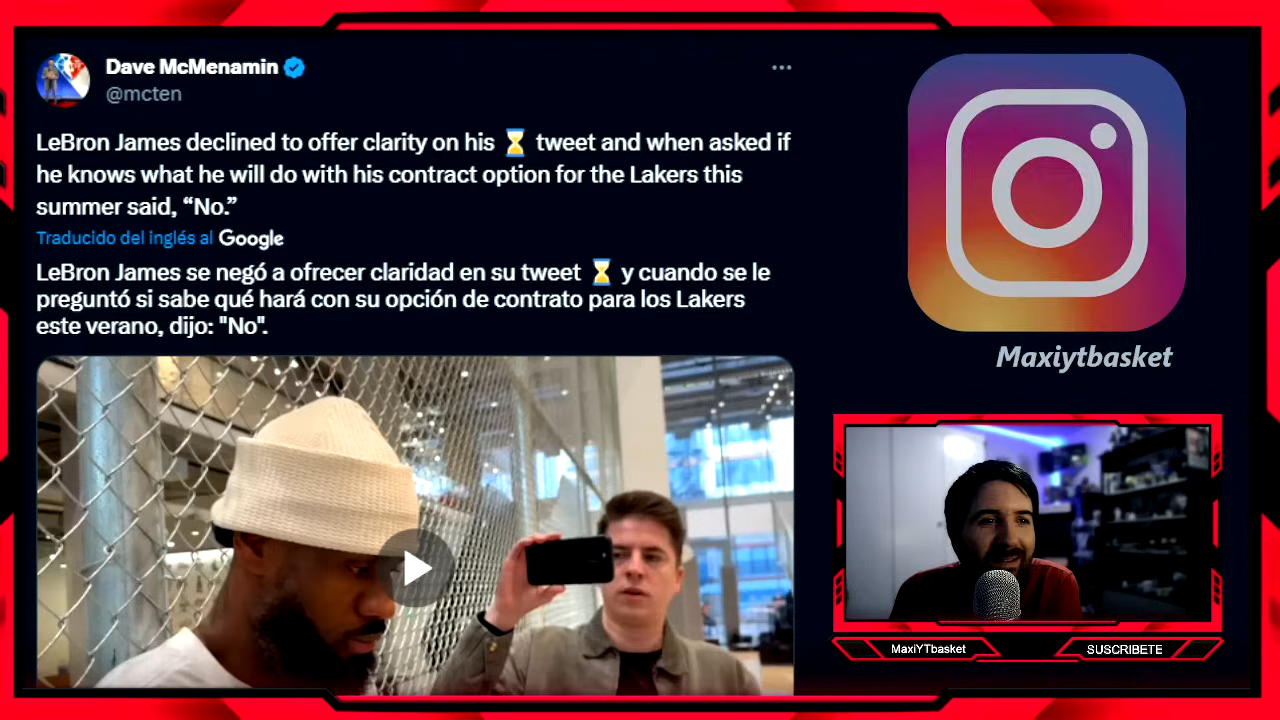 Dave McMenamin
@mcten
LeBron James declined to offer clarity on his ⏳ tweet and when asked if
he knows what he will do with his contract option for the Lakers this
summer said, “No.”
Traducido del inglés al Google
LeBron James se negó a ofrecer claridad en su tweet ⏳ y cuando se le
preguntó si sabe qué hará con su opción de contrato para los Lakers
este verano, dijo: "No".
Maxiytbasket
MaxiYTbasket
SUSCRIBETE